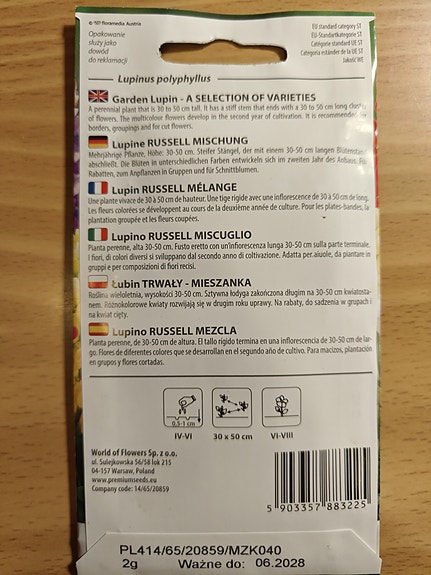 © ® floramedia Austria
Opakowanie
służy jako
dowód
do reklamacji
EU standard category ST
EU-Standardkategorie ST
Catégorie standard UE ST
Categoría estándar de la UE ST
Jakość WE
Lupinus polyphyllus
Garden Lupin - A SELECTION OF VARIETIES
A perennial plant that is 30 to 50 cm tall. It has a stiff stem that ends with a 30 to 50 cm long cluster
of flowers. The multicolour flowers develop in the second year of cultivation. It is recommended for
borders, groupings and for cut flowers.
Lupine RUSSELL MISCHUNG
Mehrjährige Pflanze, Höhe: 30-50 cm. Steifer Stängel, der mit einem 30-50 cm langen Blütenstand
abschließt. Die Blüten in unterschiedlichen Farben entwickeln sich im zweiten Jahr des Anbaus. Für
Rabatten, zum Anpflanzen in Gruppen und für Schnittblumen.
Lupin RUSSELL MÉLANGE
Une plante vivace de 30 à 50 cm de hauteur. Une tige rigide avec une inflorescence de 30 à 50 cm de long.
Les fleurs colorées se développent au cours de la deuxième année de culture. Pour les plates-bandes, la
plantation groupée et les fleurs coupées.
Lupino RUSSELL MISCUGLIO
Pianta perenne, alta 30-50 cm. Fusto eretto con un'infiorescenza lunga 30-50 cm sulla parte terminale.
I fiori, di colori diversi si sviluppano dal secondo anno di coltivazione. Adatta per aiuole, da piantare in
gruppi e per composizioni di fiori recisi.
Łubin TRWAŁY - MIESZANKA
Roślina wieloletnia, wysokości 30-50 cm. Sztywna łodyga zakończona długim na 30-50 cm kwiatosta-
nem. Różnokolorowe kwiaty rozwijają się w drugim roku uprawy. Na rabaty, do sadzenia w grupach i
na kwiat cięty.
Lupino RUSSELL MEZCLA
Planta perenne, de 30-50 cm de altura. El tallo rígido termina en una inflorescencia de 30-50 cm de lar-
go. Flores de diferentes colores que se desarrollan en el segundo año de cultivo. Para macizos, plantación
en grupos y flores cortadas.
0,5-1 cm
IV-VI 30 x 50 cm VI-VIII
World of Flowers Sp. z o.o.
ul. Sulejkowska 56/58 lok 215
04-157 Warsaw, Poland
www.premiumseeds.eu
Company code: 14/65/20859
5 903357 883225
PL414/65/20859/MZK040
2g Ważne do: 06.2028